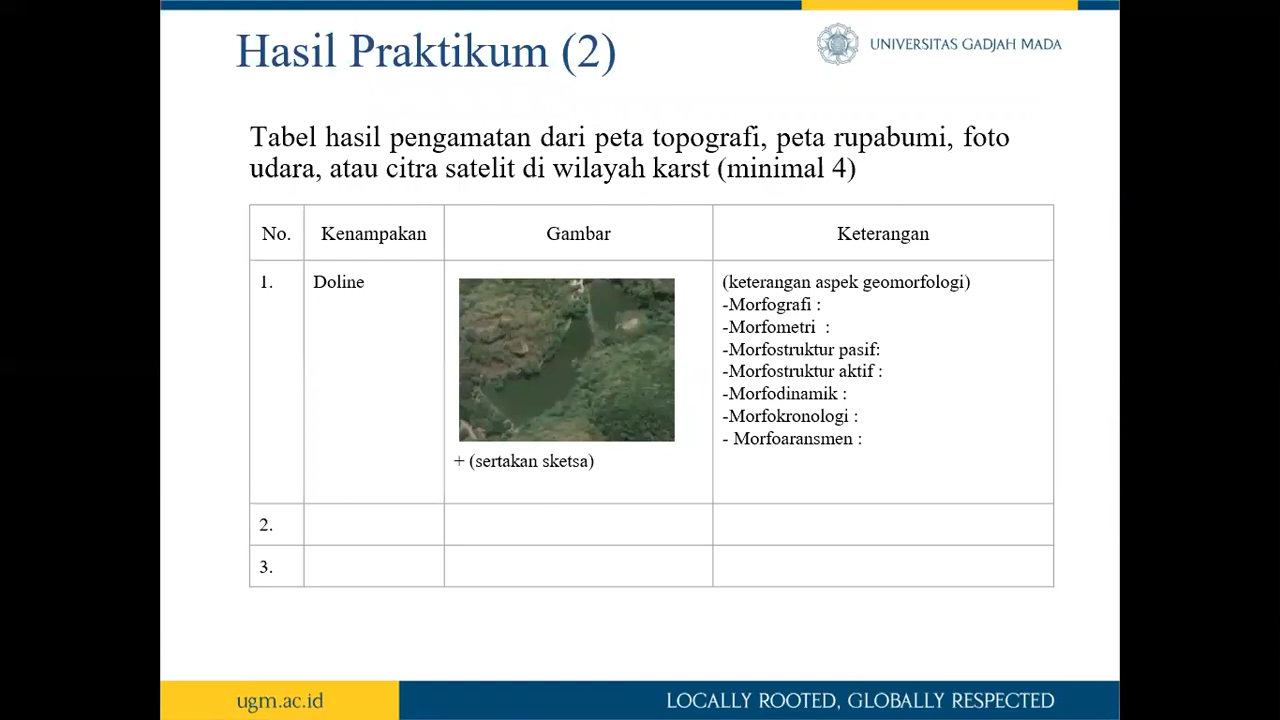 Hasil Praktikum (2)
UNIVERSITAS GADJAH MADA
Tabel hasil pengamatan dari peta topografi, peta rupabumi, foto
udara, atau citra satelit di wilayah karst (minimal 4)
No. Kenampakan Gambar Keterangan
1. Doline
(keterangan aspek geomorfologi)
-Morfografi :
-Morfometri :
-Morfostruktur pasif:
-Morfostruktur aktif :
-Morfodinamik :
-Morfokronologi :
- Morfoaransmen :
+ (sertakan sketsa)
2.
3.
ugm.ac.id
LOCALLY ROOTED, GLOBALLY RESPECTED